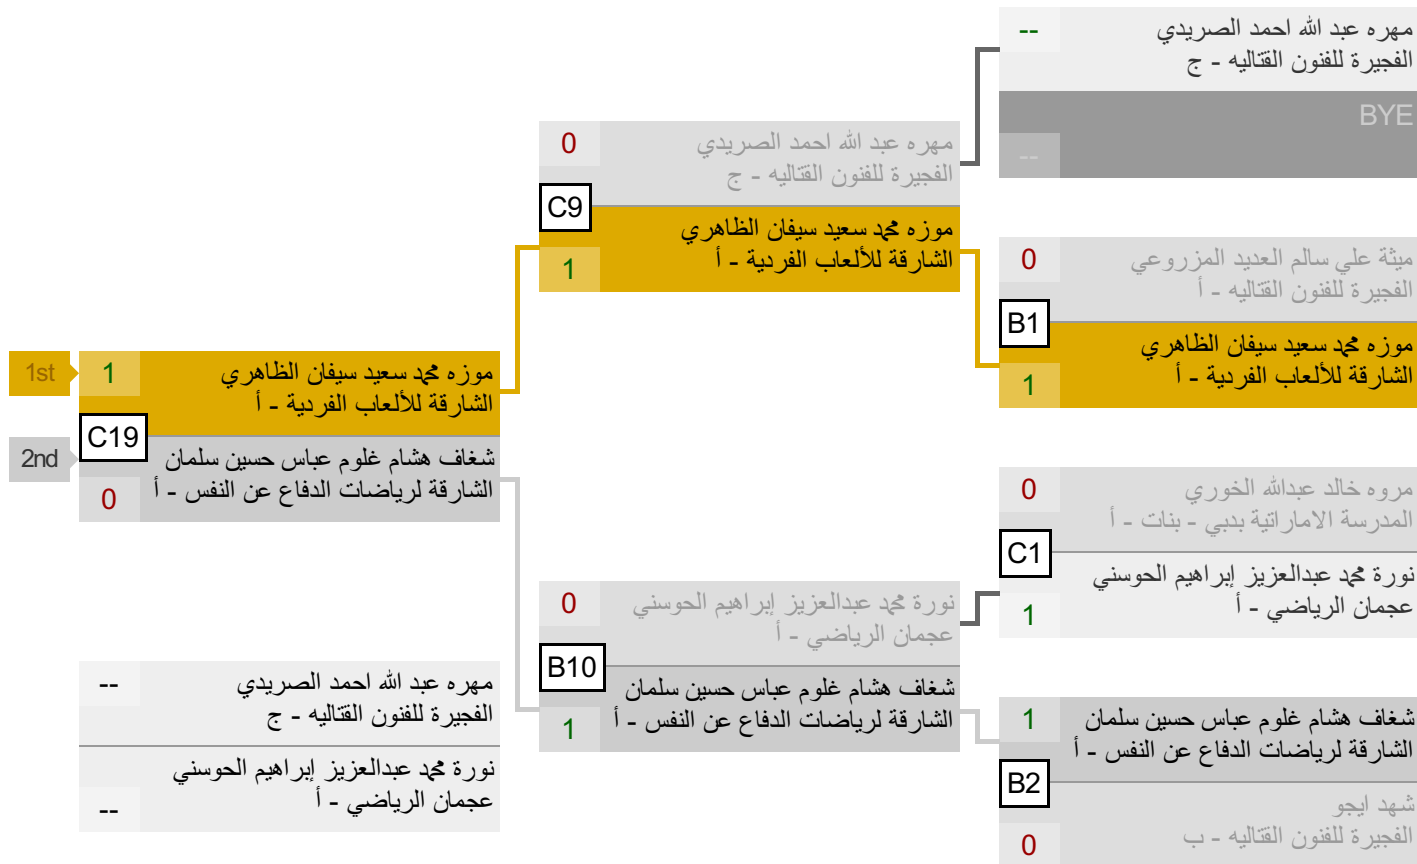 --
مهره عبد الله احمد الصريدي
الفجيرة للفنون القتاليه - ج
BYE
--
0
مهره عبد الله احمد الصريدي
الفجيرة للفنون القتاليه - ج
C9
موزه محمد سعيد سيفان الظاهري
الشارقة للألعاب الفردية - أ
1
0
ميثة علي سالم العديد المزروعي
الفجيرة للفنون القتاليه - أ
B1
موزه محمد سعيد سيفان الظاهري
الشارقة للألعاب الفردية - أ
1
1st
1
موزه محمد سعيد سيفان الظاهري
الشارقة للألعاب الفردية - أ
C19
2nd
شغاف هشام غلوم عباس حسين سلمان
الشارقة لرياضات الدفاع عن النفس - أ
0
0
مروه خالد عبدالله الخوري
المدرسة الاماراتية بدبي - بنات - أ
C1
نورة محمد عبدالعزيز إبراهيم الحوسني
عجمان الرياضي - أ
1
0
نورة محمد عبدالعزيز إبراهيم الحوسني
عجمان الرياضي - أ
B10
شغاف هشام غلوم عباس حسين سلمان
الشارقة لرياضات الدفاع عن النفس - أ
1
--
مهره عبد الله احمد الصريدي
الفجيرة للفنون القتاليه - ج
نورة محمد عبدالعزيز إبراهيم الحوسني
عجمان الرياضي - أ
--
1
شغاف هشام غلوم عباس حسين سلمان
الشارقة لرياضات الدفاع عن النفس - أ
B2
شهد ايجو
الفجيرة للفنون القتاليه - ب
0